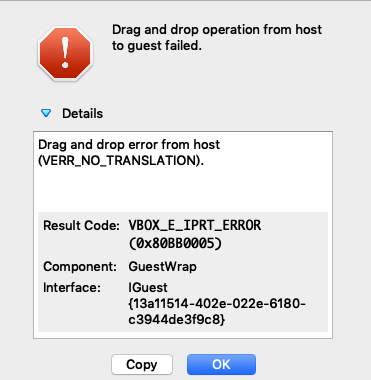 Drag and drop operation from host
to guest failed.
Details
Drag and drop error from host
(VERR_NO_TRANSLATION).
Result Code: VBOX_E_IPRT_ERROR
(0x80BB0005)
Component: GuestWrap
Interface: IGuest
{13a11514-402e-022e-6180-
c3944de3f9c8}
Copy OK